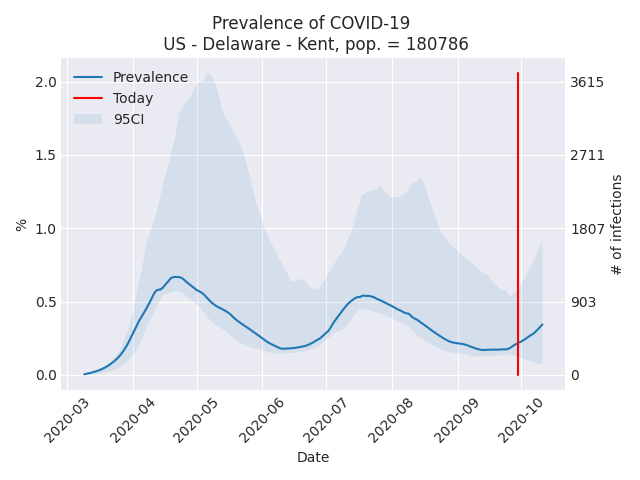 Prevalence of COVID-19
US - Delaware - Kent, pop. = 180786
Prevalence
Today
95CI
2.0
1.5
1.0
0.5
0.0
%
3615
2711
1807
903
0
# of infections
2020-03
2020-04
2020-05
2020-06
2020-07
2020-08
2020-09
2020-10
Date